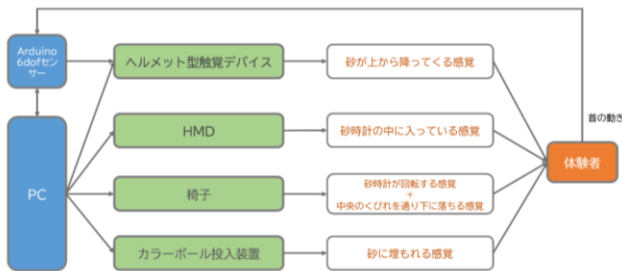 Arduino
6dofセン
サー
ヘルメット型触覚デバイス
砂が上から降ってくる感覚
首の動き
HMD
砂時計の中に入っている感覚
体験者
PC
椅子
砂時計が回転する感覚
+
中央のくびれを通り下に落ちる感覚
カラーボール投入装置
砂に埋もれる感覚